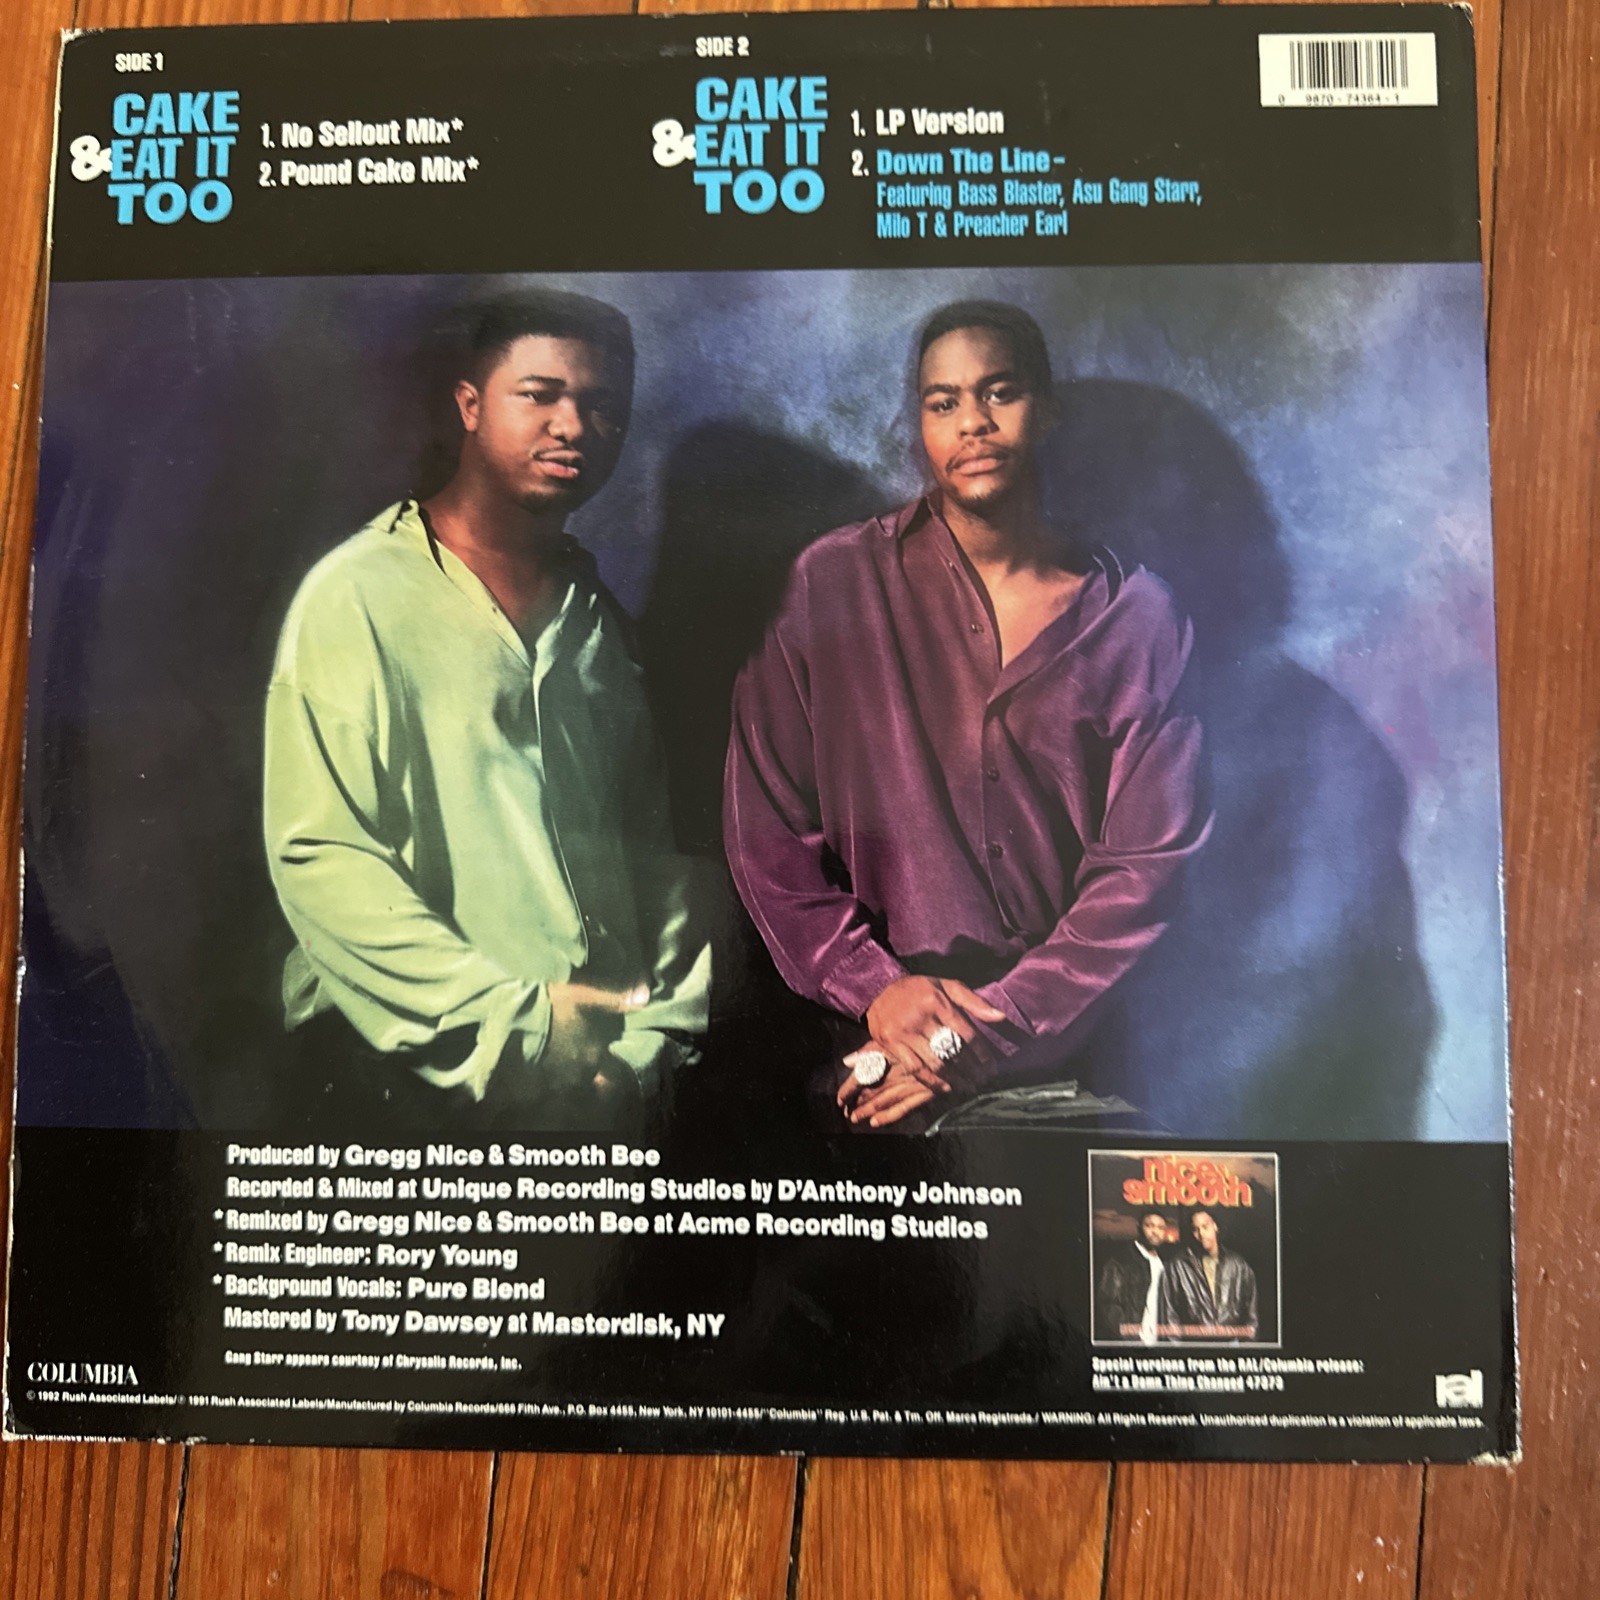 SIDE 1
CAKE
& EAT IT
TOO
1. No Sellout Mix*
2. Pound Cake Mix*
SIDE 2
CAKE
& EAT IT
TOO
1. LP Version
2. Down The Line-
Featuring Bass Blaster, Asu Gang Starr,
Milo T & Preacher Earl
0 9870-74364-1
Produced by Gregg Nice & Smooth Bee
Recorded & Mixed at Unique Recording Studios by D'Anthony Johnson
*Remixed by Gregg Nice & Smooth Bee at Acme Recording Studios
*Remix Engineer: Rory Young
*Background Vocals: Pure Blend
Mastered by Tony Dawsey at Masterdisk, NY
Gang Starr appears courtesy of Chrysalis Records, Inc.
nice &
smooth
Special versions from the RAL/Columbia release:
Ain't a Damn Thing Changed 47373
COLUMBIA
ral
© 1992 Rush Associated Labels/℗ 1991 Rush Associated Labels/Manufactured by Columbia Records/666 Fifth Ave., P.O. Box 4455, New York, NY 10101-4455/"Columbia" Reg. U.S. Pat. & Tm. Off. Marca Registrada./ WARNING: All Rights Reserved. Unauthorized duplication is a violation of applicable laws.